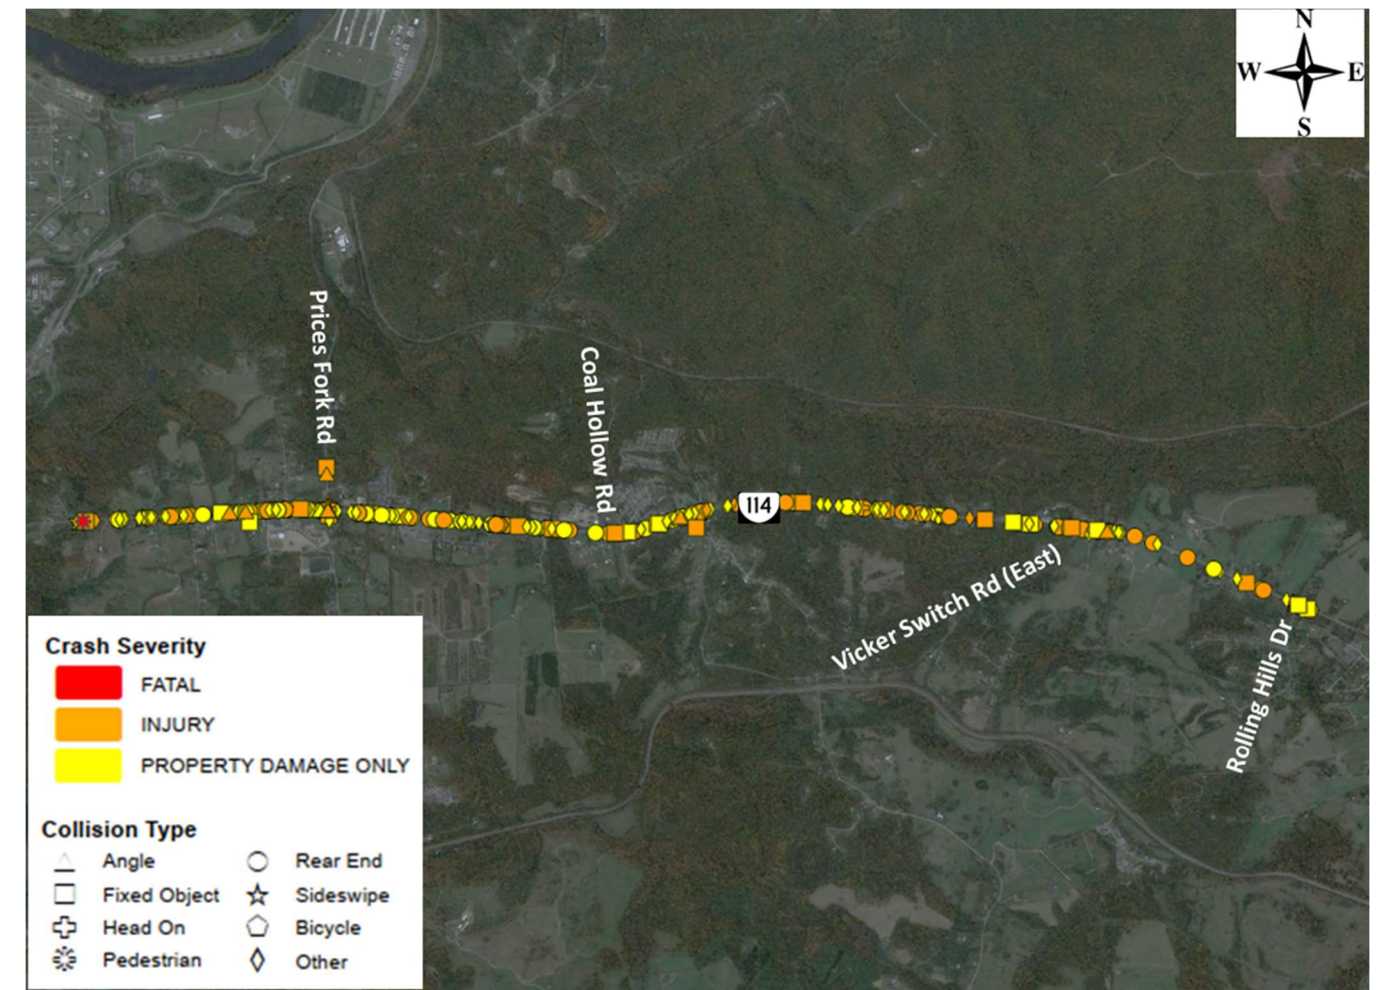 N
W E
S
Prices Fork Rd
Coal Hollow Rd
114
Vicker Switch Rd (East)
Rolling Hills Dr
Crash Severity
FATAL
INJURY
PROPERTY DAMAGE ONLY
Collision Type
Angle
Rear End
Fixed Object
Sideswipe
Head On
Bicycle
Pedestrian
Other